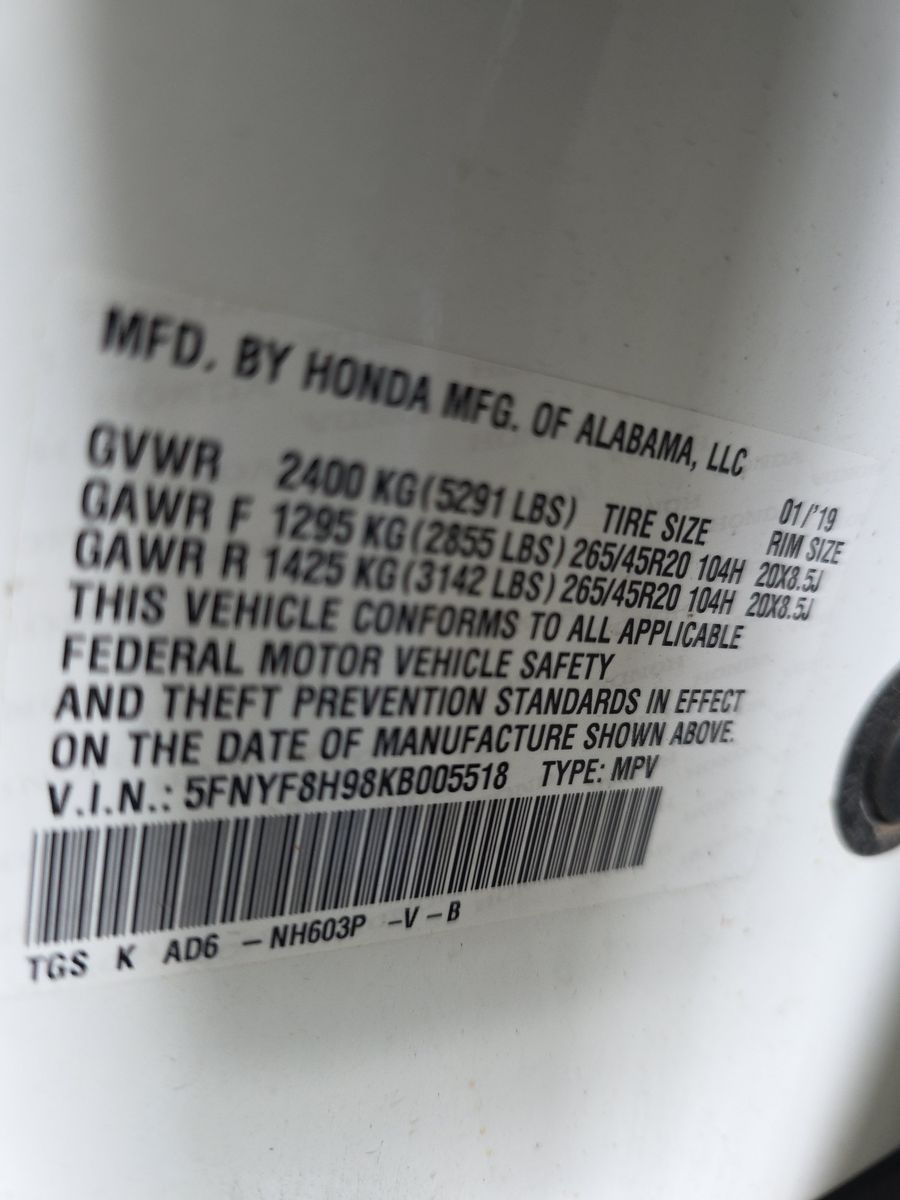 MFD. BY HONDA MFG. OF ALABAMA, LLC
01/'19
GVWR 2400 KG(5291 LBS) TIRE SIZE RIM SIZE
GAWR F 1295 KG(2855 LBS) 265/45R20 104H 20X8.5J
GAWR R 1425 KG(3142 LBS) 265/45R20 104H 20X8.5J
THIS VEHICLE CONFORMS TO ALL APPLICABLE
FEDERAL MOTOR VEHICLE SAFETY
AND THEFT PREVENTION STANDARDS IN EFFECT
ON THE DATE OF MANUFACTURE SHOWN ABOVE.
V.I.N.: 5FNYF8H98KB005518 TYPE: MPV
TGS K AD6 -NH603P -V-B